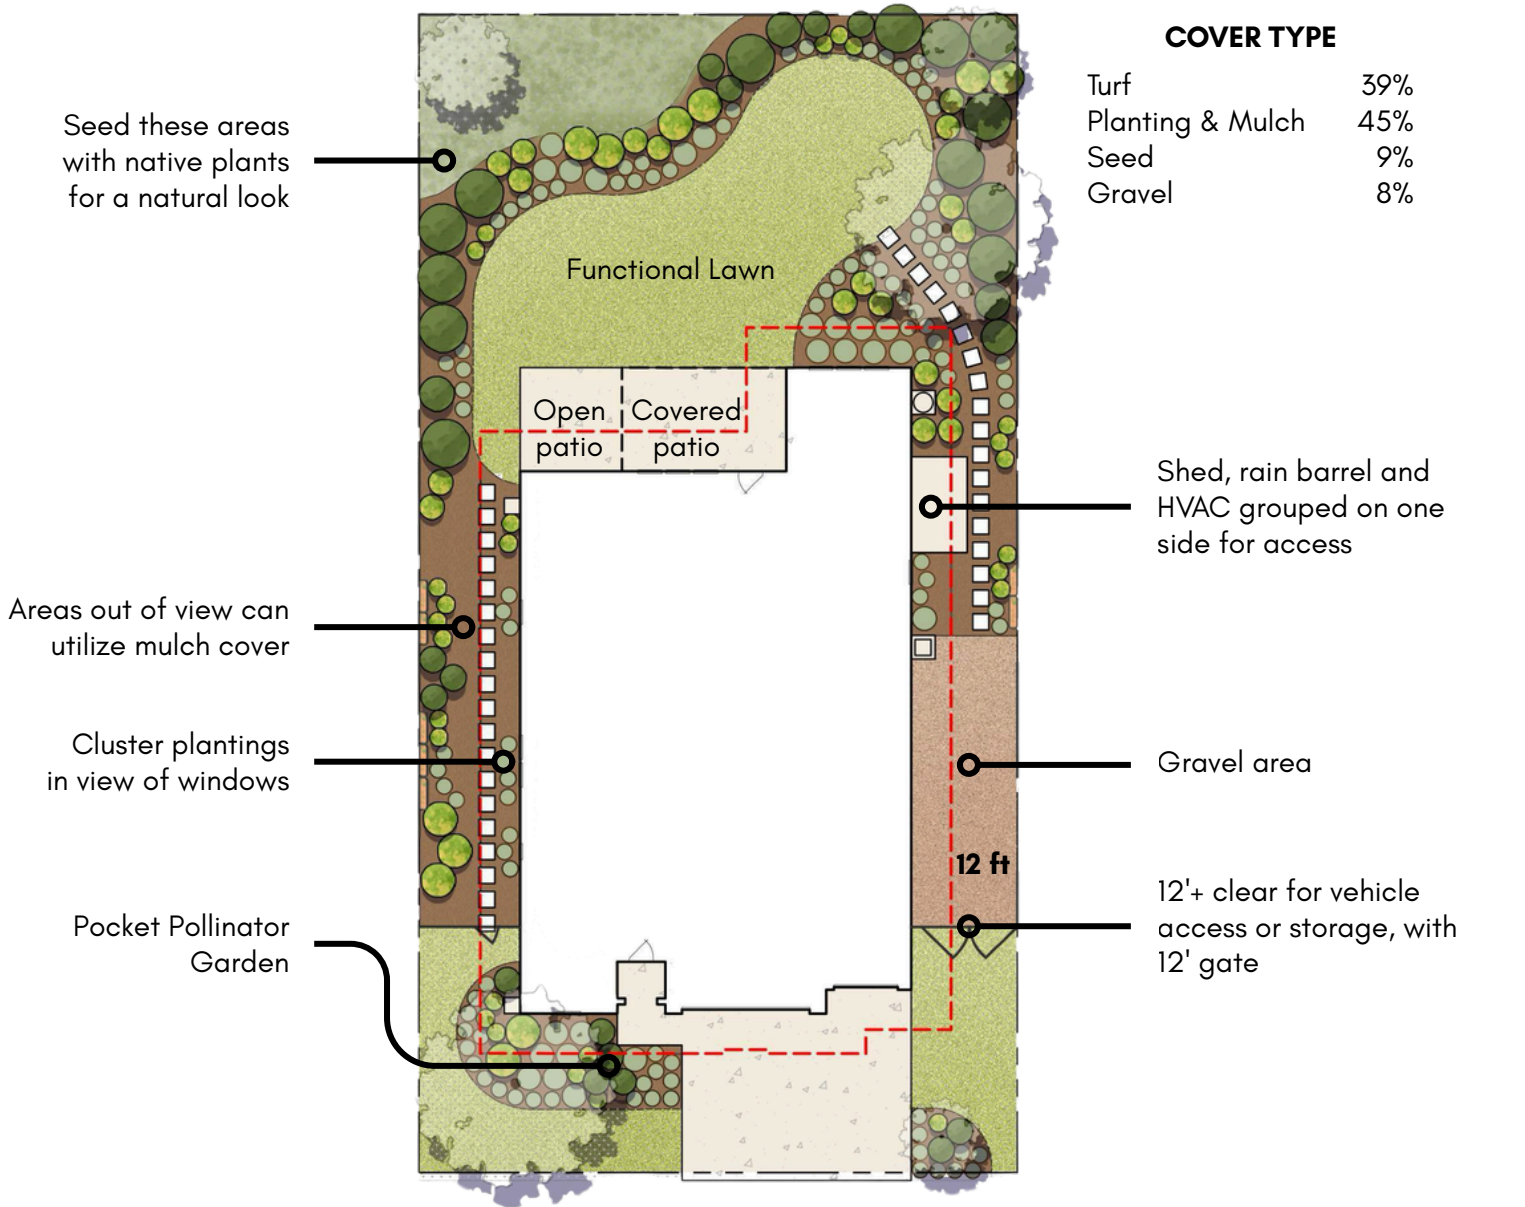 COVER TYPE
Turf 39%
Planting & Mulch 45%
Seed 9%
Gravel 8%
Seed these areas
with native plants
for a natural look
Functional Lawn
Open
patio
Covered
patio
Shed, rain barrel and
HVAC grouped on one
side for access
Areas out of view can
utilize mulch cover
Cluster plantings
in view of windows
Gravel area
12 ft
12'+ clear for vehicle
access or storage, with
12' gate
Pocket Pollinator
Garden